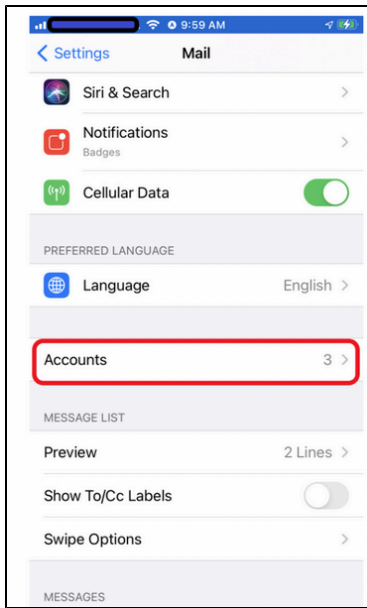 9:59 AM
Settings Mail
Siri & Search
Notifications
Badges
Cellular Data
PREFERRED LANGUAGE
Language English
Accounts 3
MESSAGE LIST
Preview 2 Lines
Show To/Cc Labels
Swipe Options
MESSAGES